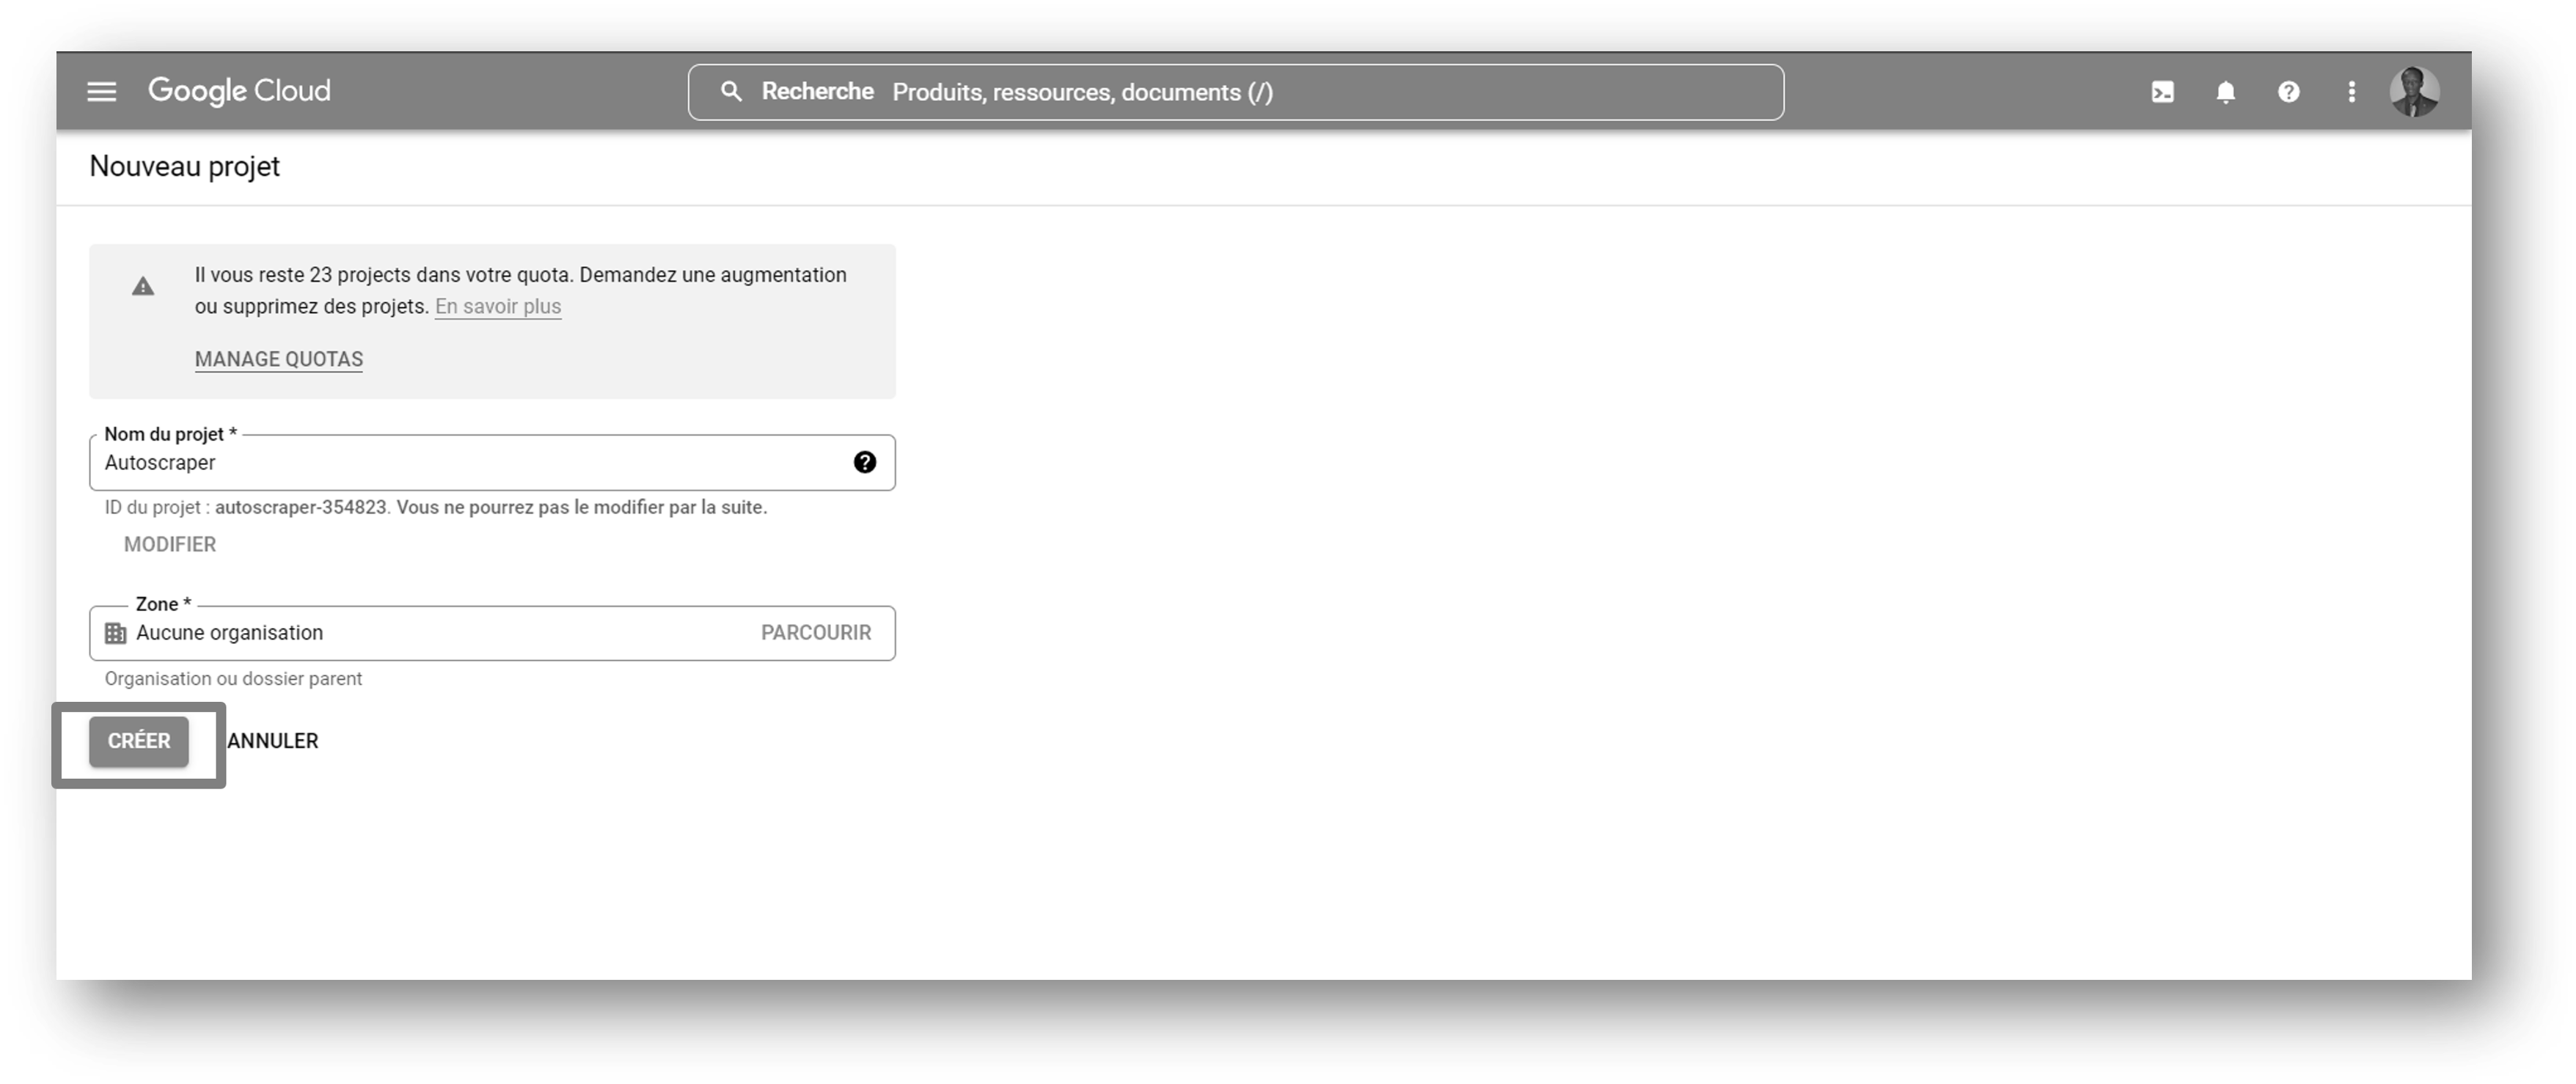 Google Cloud
Recherche Produits, ressources, documents (/)
Nouveau projet
Il vous reste 23 projects dans votre quota. Demandez une augmentation
ou supprimez des projets. En savoir plus
MANAGE QUOTAS
Nom du projet *
Autoscraper
ID du projet : autoscraper-354823. Vous ne pourrez pas le modifier par la suite.
MODIFIER
Zone *
Aucune organisation PARCOURIR
Organisation ou dossier parent
CRÉER ANNULER